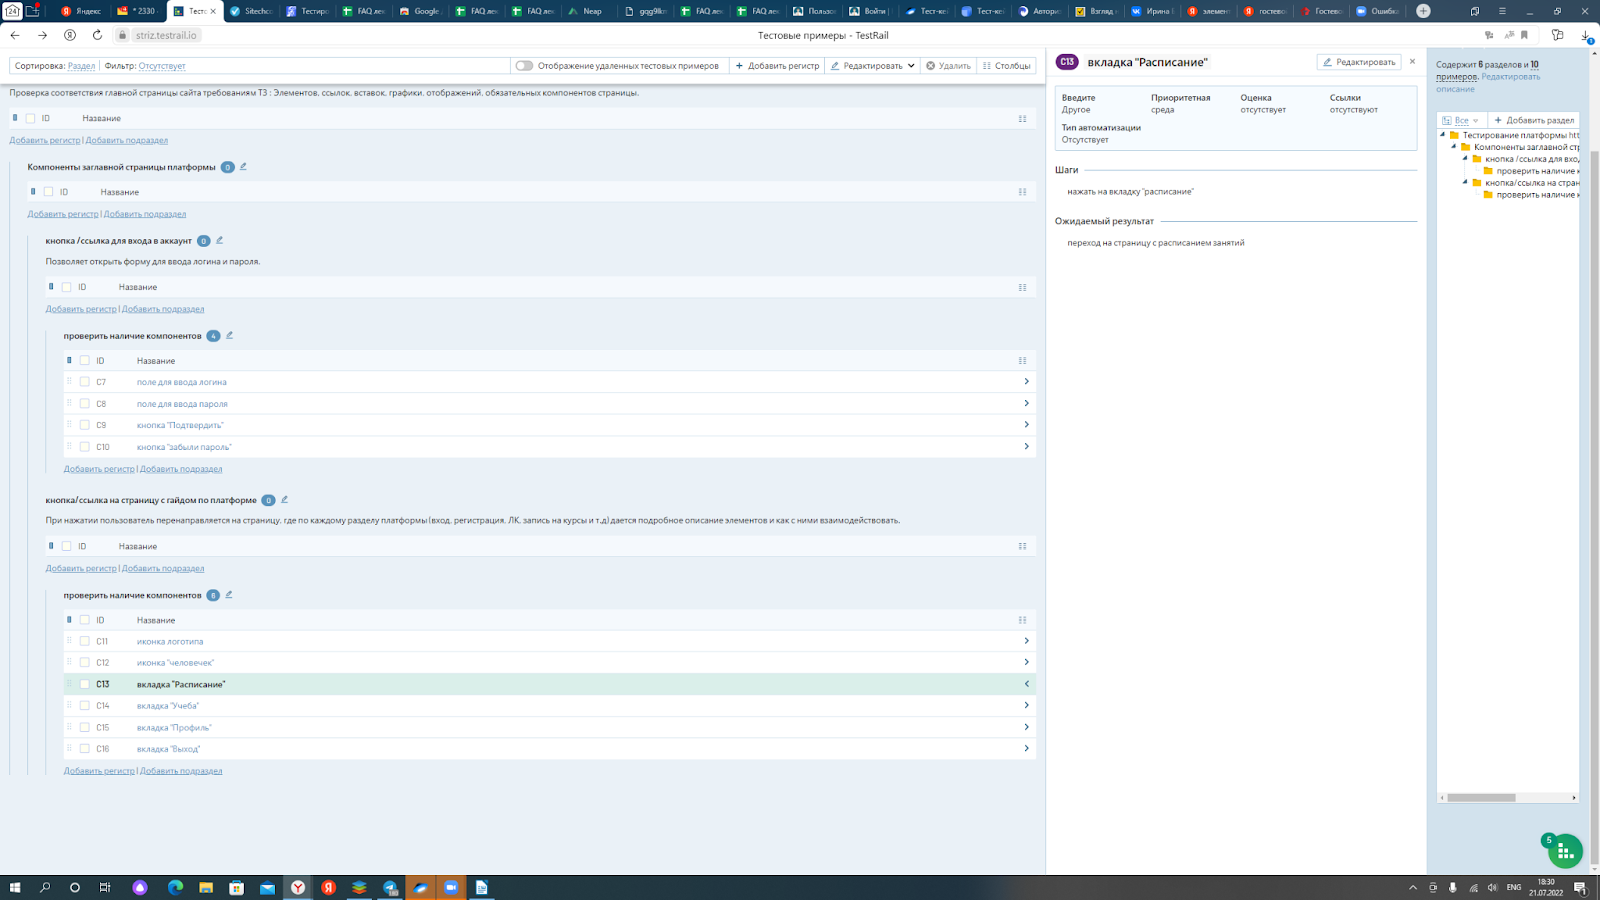 124
Яндекс
* 2330
Тесто
Sitechco
Тестиро
FAQ лек
Google
FAQ лек
FAQ лек
Neap
FAQ лек
FAQ лек
Пользо
Войти
Тест-кей
Тест-кей
Автори
Взгляд
Ирина Е
элемен
гостево
Гостев
Ошибка
striz.testrail.io
Тестовые примеры - TestRail
Сортировка: Раздел
Фильтр: Отсутствует
Отображение удаленных тестовых примеров
+ Добавить регистр
Редактировать
Удалить
Столбцы
Проверка соответствия главной страницы сайта требованиям ТЗ : Элементов, ссылок, вставок, графики, отображений, обязательных компонентов страницы.
ID Название
Добавить регистр | Добавить подраздел
Компоненты заглавной страницы платформы 0
ID Название
Добавить регистр | Добавить подраздел
кнопка /ссылка для входа в аккаунт 0
Позволяет открыть форму для ввода логина и пароля.
ID Название
Добавить регистр | Добавить подраздел
проверить наличие компонентов 4
ID Название
C7 поле для ввода логина
C8 поле для ввода пароля
C9 кнопка "Подтвердить"
C10 кнопка "забыли пароль"
Добавить регистр | Добавить подраздел
кнопка/ссылка на страницу с гайдом по платформе 0
При нажатии пользователь перенаправляется на страницу, где по каждому разделу платформы (вход, регистрация, ЛК, запись на курсы и т.д) дается подробное описание элементов и как с ними взаимодействовать.
ID Название
Добавить регистр | Добавить подраздел
проверить наличие компонентов 6
ID Название
C11 иконка логотипа
C12 иконка "человечек"
C13 вкладка "Расписание"
C14 вкладка "Учеба"
C15 вкладка "Профиль"
C16 вкладка "Выход"
Добавить регистр | Добавить подраздел
C13 вкладка "Расписание"
Редактировать
Введите Приоритетная Оценка Ссылки
Другое среда отсутствует отсутствуют
Тип автоматизации
Отсутствует
Шаги
нажать на вкладку "расписание"
Ожидаемый результат
переход на страницу с расписанием занятий
Содержит 6 разделов и 10
примеров. Редактировать
описание
Все
+ Добавить раздел
Тестирование платформы htt
Компоненты заглавной стр
кнопка /ссылка для вход
проверить наличие к
кнопка/ссылка на стран
проверить наличие к
5
ENG
18:30
21.07.2022